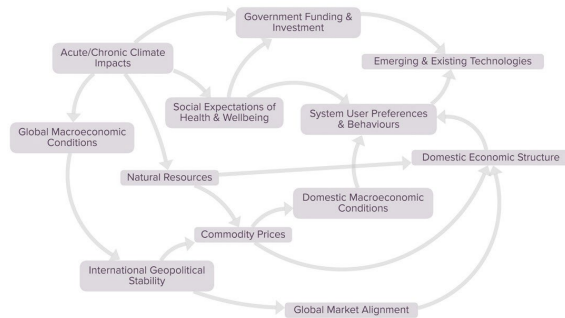 Government Funding &
Investment
Acute/Chronic Climate
Impacts
Emerging & Existing Technologies
Social Expectations of
Health & Wellbeing
System User Preferences
& Behaviours
Global Macroeconomic
Conditions
Domestic Economic Structure
Natural Resources
Domestic Macroeconomic
Conditions
Commodity Prices
International Geopolitical
Stability
Global Market Alignment